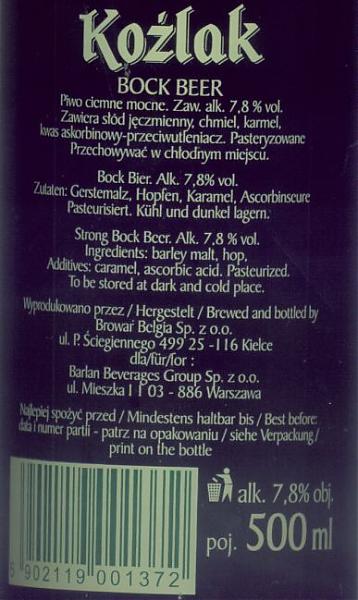 Koźlak
BOCK BEER
Piwo ciemne mocne. Zaw. alk. 7,8 % vol.
Zawiera słód jęczmienny, chmiel, karmel,
kwas askorbinowy-przeciwutleniacz. Pasteryzowane
Przechowywać w chłodnym miejscu.
Bock Bier. Alk. 7,8% vol.
Zutaten: Gerstemalz, Hopfen, Karamel, Ascorbinseure
Pasteurisiert. Kühl und dunkel lagern.
Strong Bock Beer. Alk. 7,8 % vol.
Ingredients: barley malt, hop,
Additives: caramel, ascorbic acid. Pasteurized.
To be stored at dark and cold place.
Wyprodukowano przez / Hergestelt / Brewed and bottled by
Browar Belgia Sp. z o.o.
ul. P. Ściegiennego 499 25 -116 Kielce
dla/für/for :
Barlan Beverages Group Sp. z o.o.
ul. Mieszka I 1 03 - 886 Warszawa
Najlepiej spożyć przed / Mindestens haltbar bis / Best before:
data i numer partii - patrz na opakowaniu / siehe Verpackung /
print on the bottle
alk. 7,8% obj.
poj. 500 ml
5 902119 001372